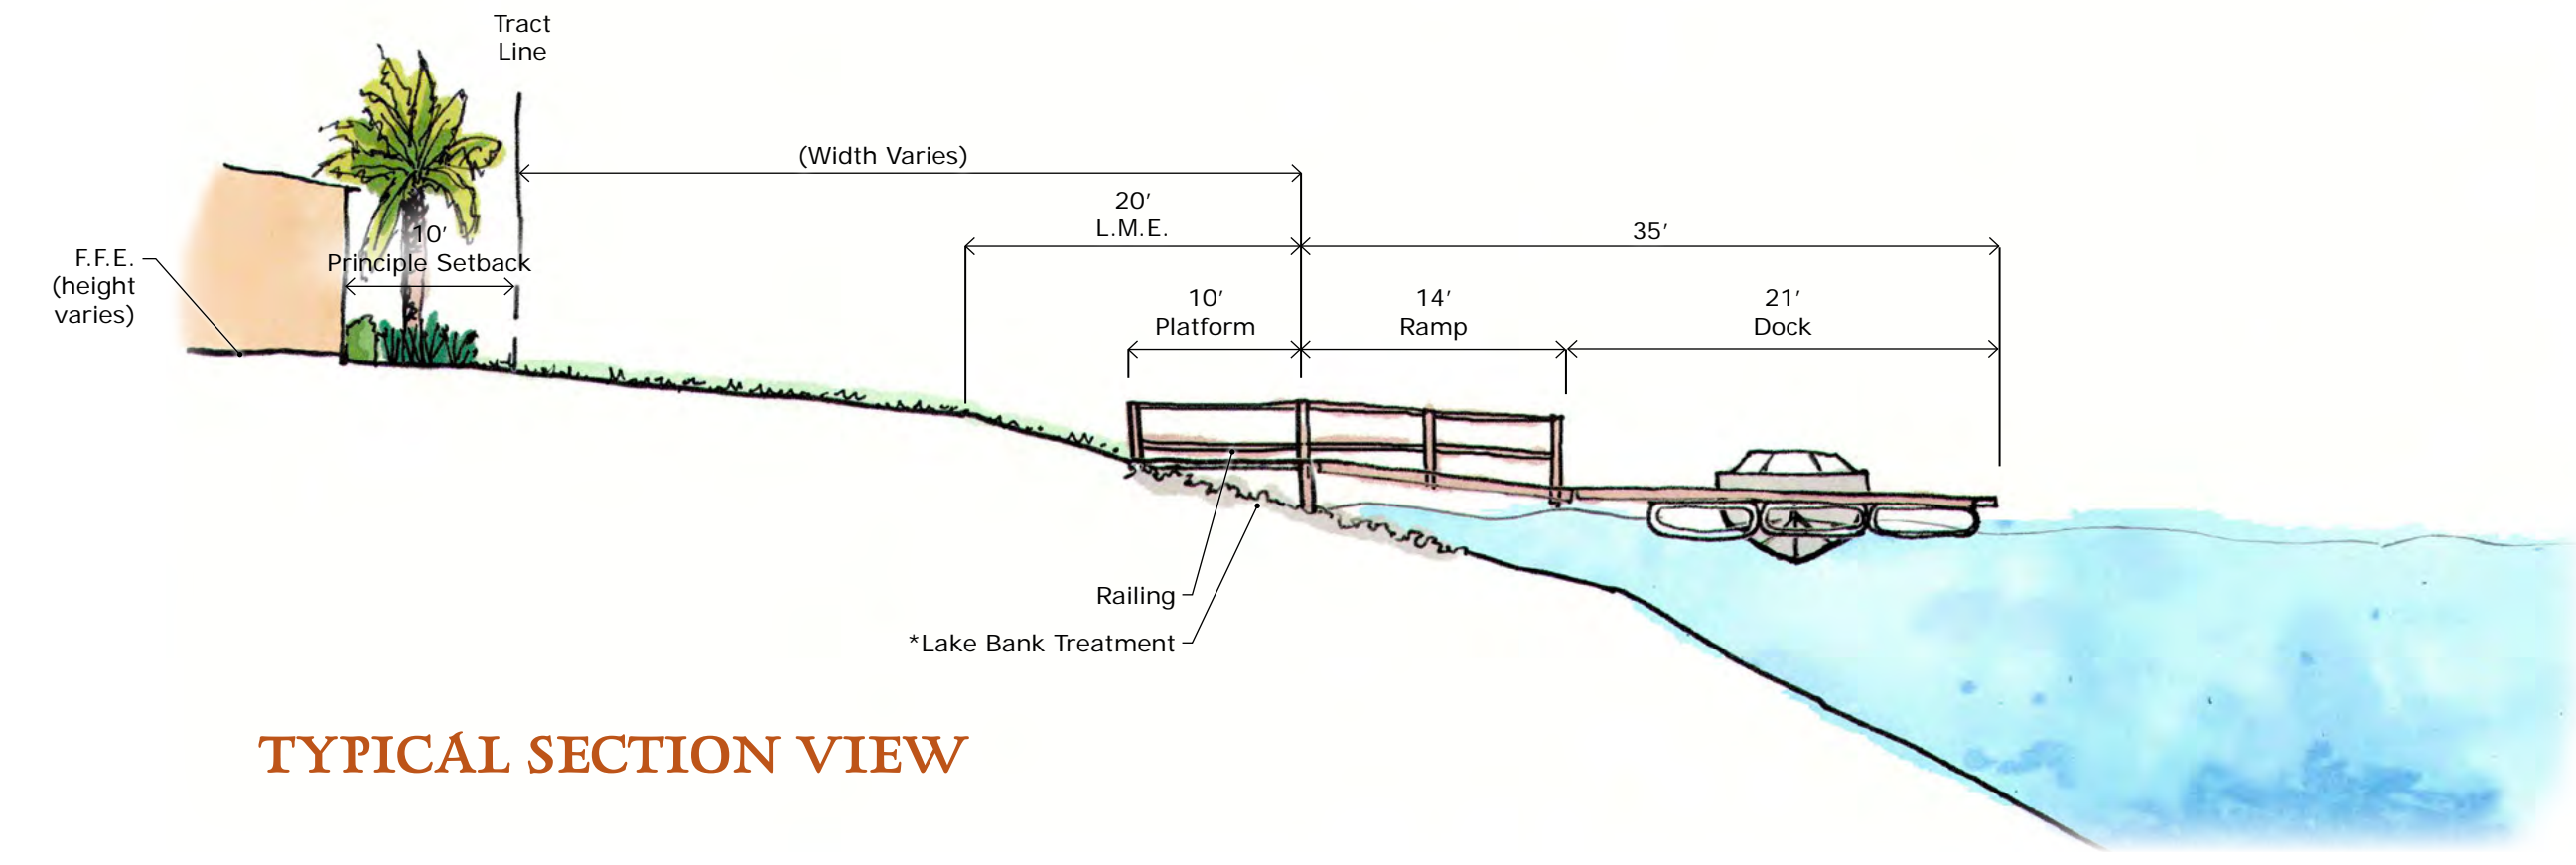 Tract
Line
(Width Varies)
20'
L.M.E.
35'
10'
Principle Setback
F.F.E.
(height
varies)
10'
Platform
14'
Ramp
21'
Dock
Railing
*Lake Bank Treatment
TYPICAL SECTION VIEW